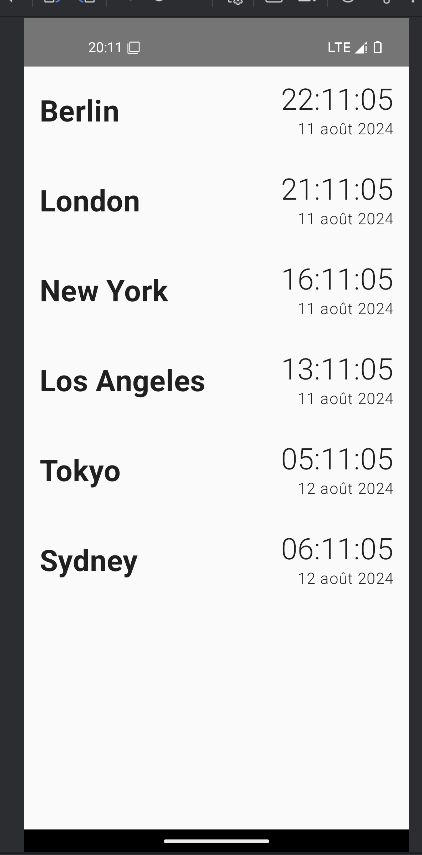 20:11 LTE
Berlin 22:11:05
11 août 2024
London 21:11:05
11 août 2024
New York 16:11:05
11 août 2024
Los Angeles 13:11:05
11 août 2024
Tokyo 05:11:05
12 août 2024
Sydney 06:11:05
12 août 2024